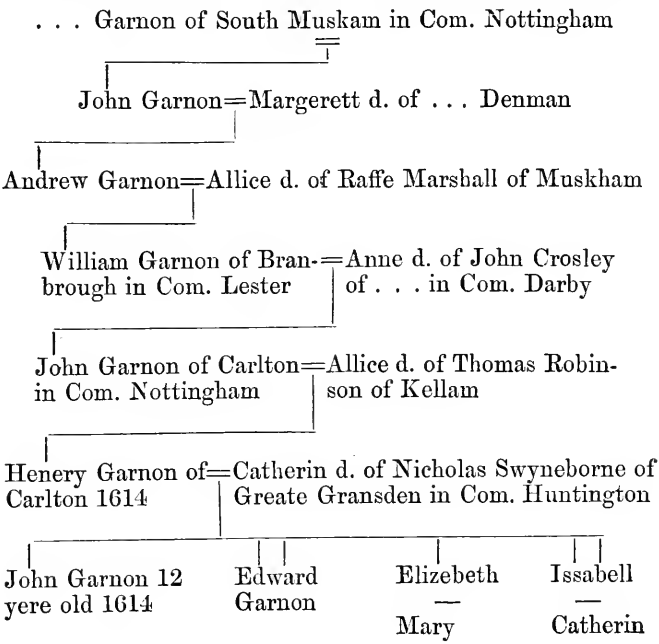 . . . Garnon of South Muskam in Com. Nottingham
John Garnon=Margerett d. of . . . Denman
Andrew Garnon=Allice d. of Raffe Marshall of Muskham
William Garnon of Bran-=Anne d. of John Crosley
brough in Com. Lester of . . . in Com. Darby
John Garnon of Carlton=Allice d. of Thomas Robin-
in Com. Nottingham son of Kellam
Henery Garnon of=Catherin d. of Nicholas Swyneborne of
Carlton 1614 Greate Gransden in Com. Huntington
John Garnon 12 Edward Elizebeth Issabell
yere old 1614 Garnon — —
Mary Catherin